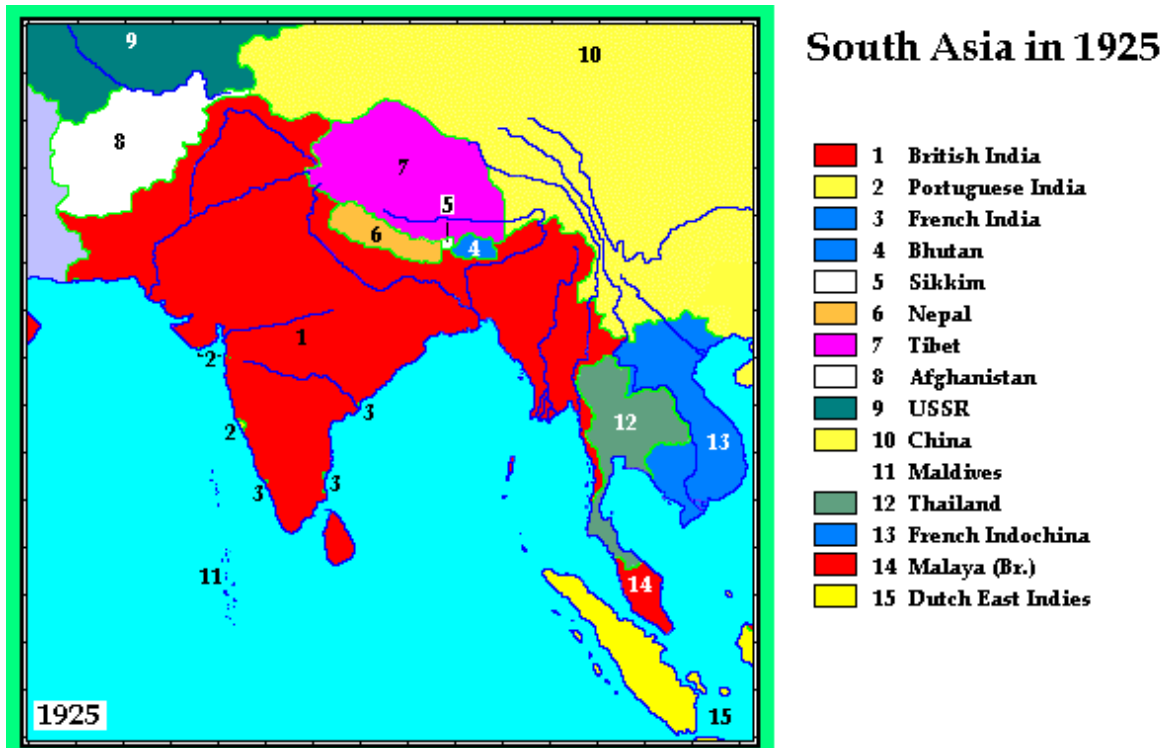 South Asia in 1925
1 British India
2 Portuguese India
3 French India
4 Bhutan
5 Sikkim
6 Nepal
7 Tibet
8 Afghanistan
9 USSR
10 China
11 Maldives
12 Thailand
13 French Indochina
14 Malaya (Br.)
15 Dutch East Indies
9
10
8
7
5
6
4
1
2
3
12
2
13
3
3
11
14
15
1925